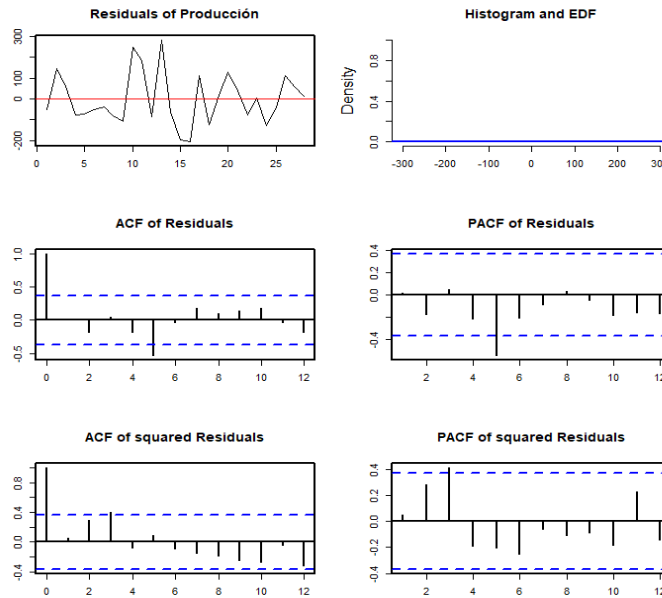 Residuals of Producción
300
100
0
-200
0 5 10 15 20 25
Histogram and EDF
Density
0.0 0.4 0.8
-300 -200 -100 0 100 200 300
ACF of Residuals
-0.5 0.0 0.5 1.0
0 2 4 6 8 10 12
PACF of Residuals
-0.4 0.0 0.2 0.4
2 4 6 8 10 12
ACF of squared Residuals
-0.4 0.0 0.4 0.8
0 2 4 6 8 10 12
PACF of squared Residuals
-0.4 -0.2 0.0 0.2 0.4
2 4 6 8 10 12